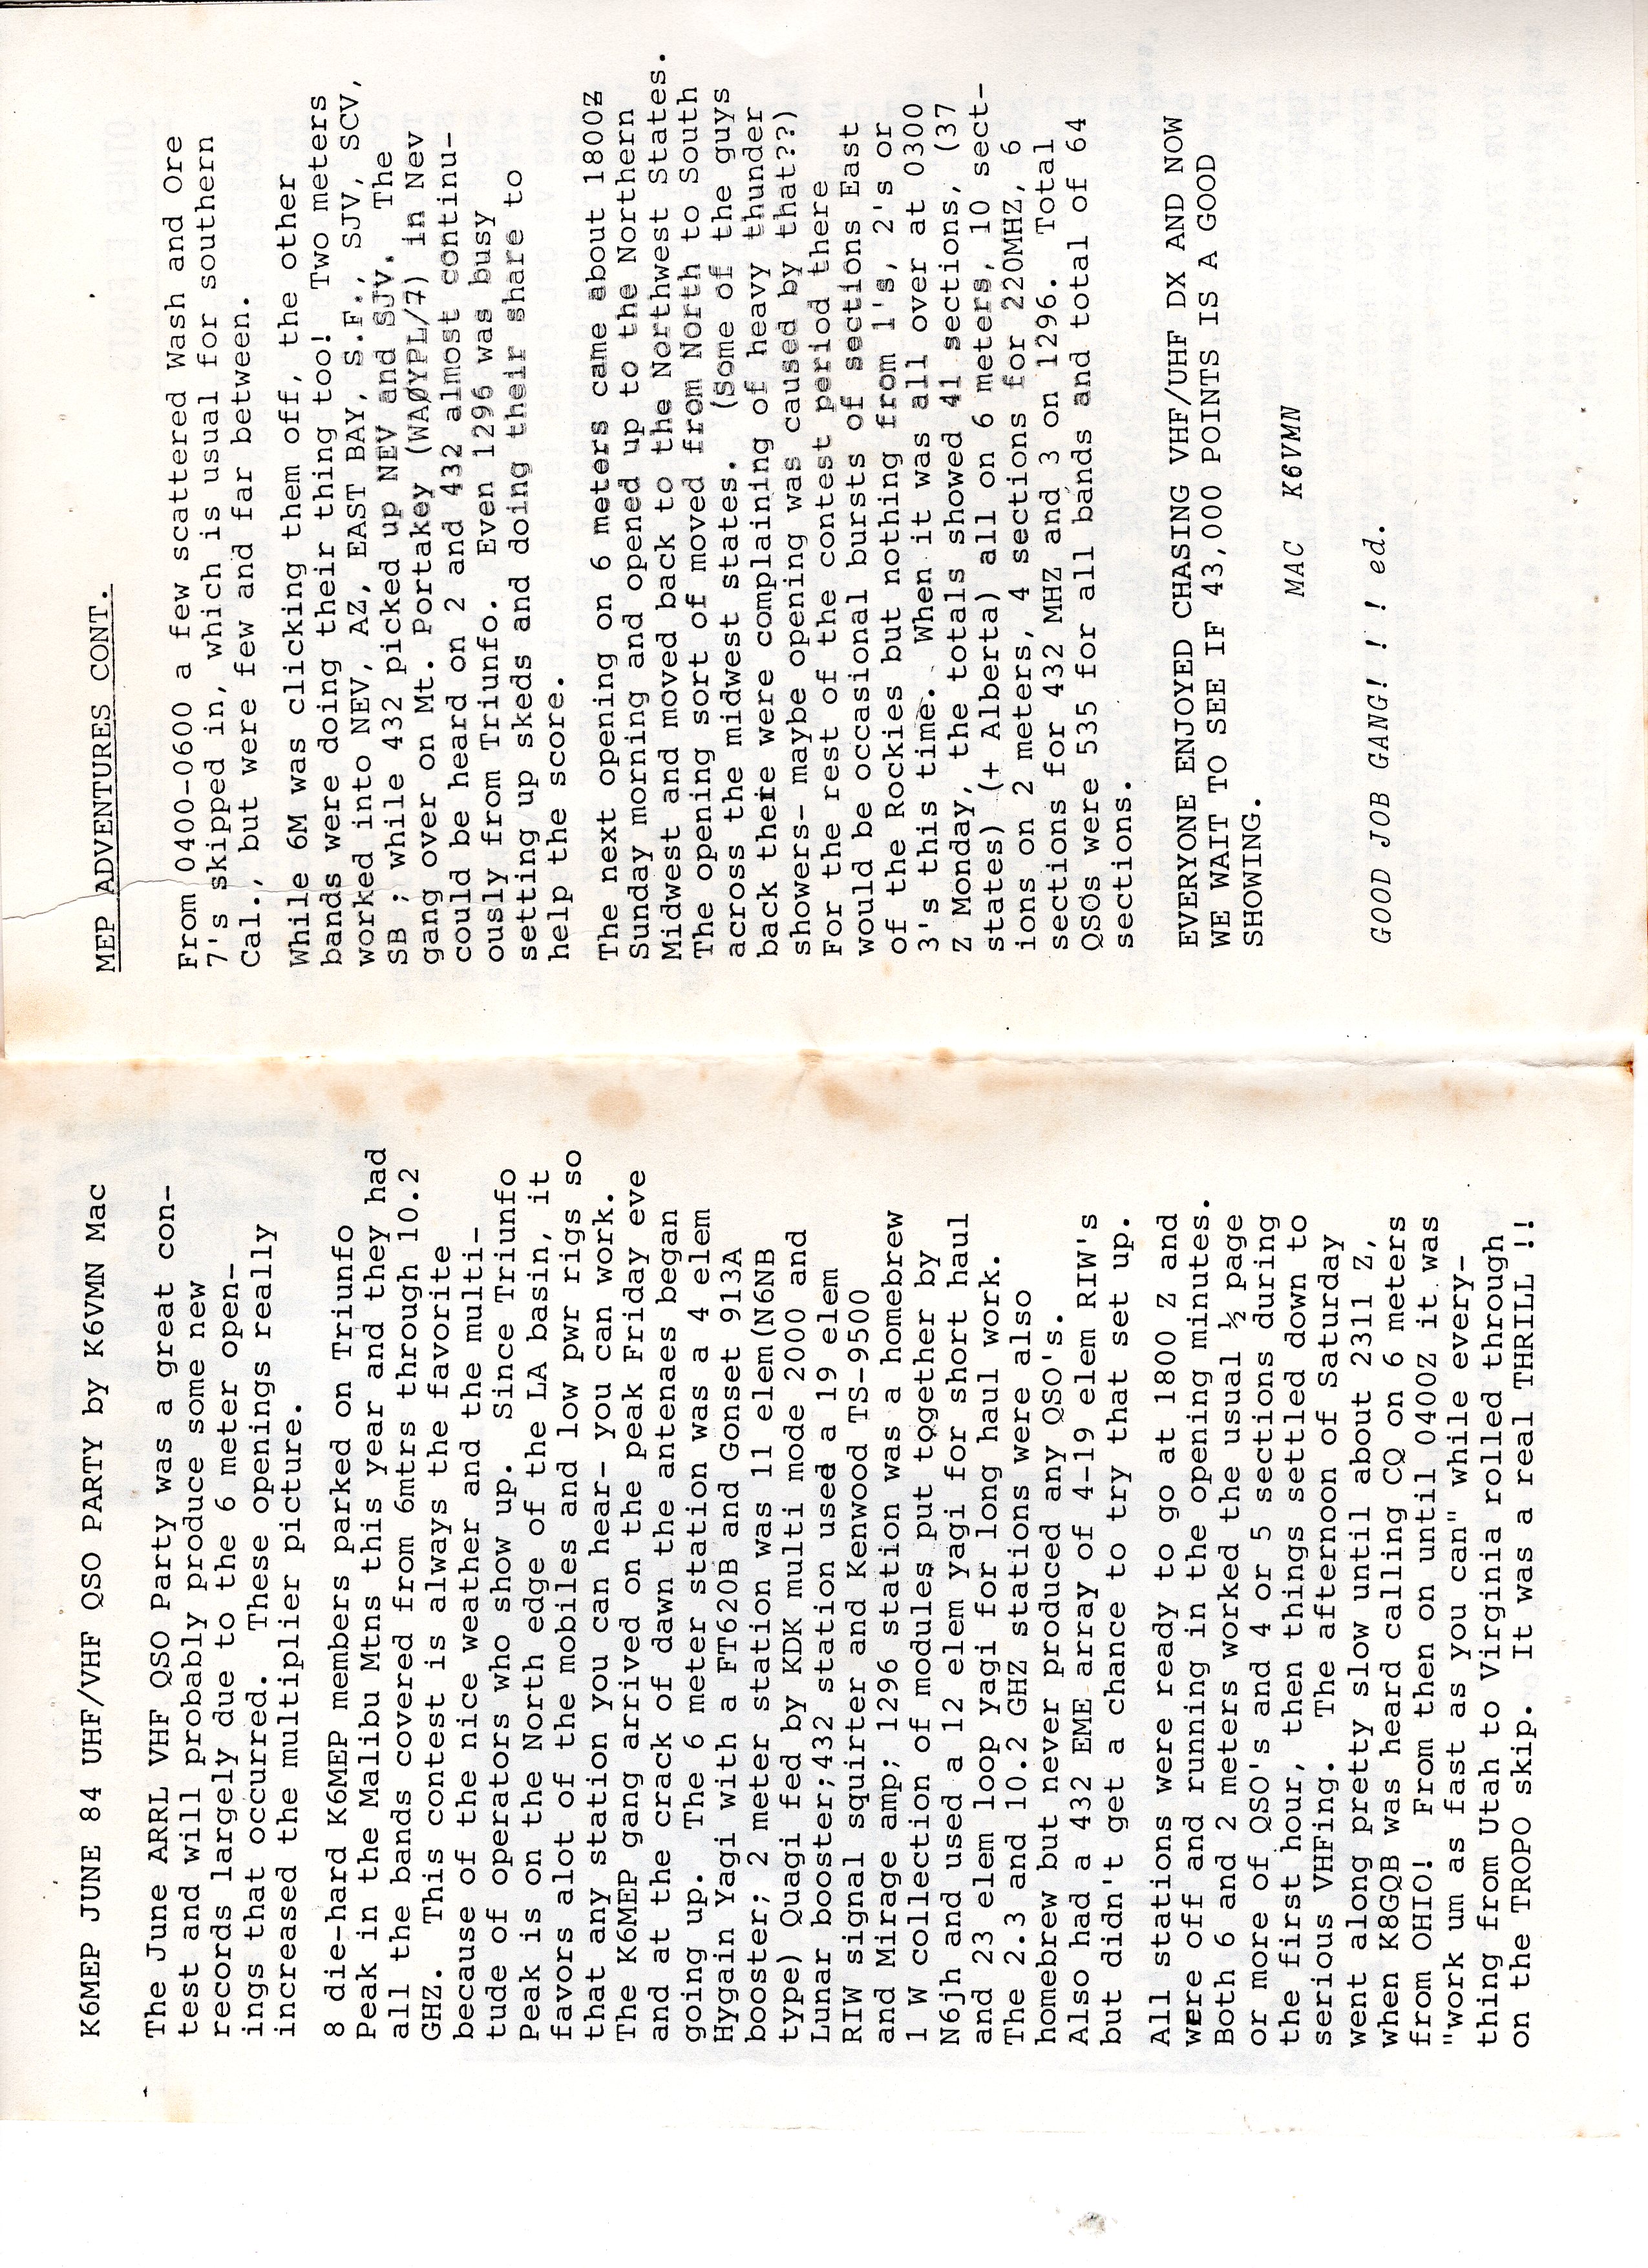 K6MEP JUNE 84 UHF/VHF QSO PARTY by K6VMN Mac
The June ARRL VHF QSO Party was a great con-
test and will probably produce some new
records largely due to the 6 meter open-
ings that occurred.  These openings really
increased the multiplier picture.
8 die-hard K6MEP members parked on Triunfo
Peak in the Malibu Mtns this year and they had
all the bands covered from 6mtrs through 10.2
GHZ.  This contest is always the favorite
because of the nice weather and the multi-
tude of operators who show up.  Since Triunfo
Peak is on the North edge of the LA basin, it
favors alot of the mobiles and low pwr rigs so
that any station you can hear- you can work.
The K6MEP gang arrived on the peak Friday eve
and at the crack of dawn the antenaes began
going up.  The 6 meter station was a 4 elem
Hygain Yagi with a FT620B and Gonset 913A
booster; 2 meter station was 11 elem(N6NB
type) Quagi fed by KDK multi mode 2000 and
Lunar booster;432 station used a 19 elem
RIW signal squirter and Kenwood TS-9500
and Mirage amp; 1296 station was a homebrew
1 W collection of modules put together by
N6jh and used a 12 elem yagi for short haul
and 23 elem loop yagi for long haul work.
The 2.3 and 10.2 GHZ stations were also
homebrew but never produced any QSO's.
Also had a 432 EME array of 4-19 elem RIW's
but didn't get a chance to try that set up.
All stations were ready to go at 1800 Z and
were off and running in the opening minutes.
Both 6 and 2 meters worked the usual ½ page
or more of QSO's and 4 or 5 sections during
the first hour, then things settled down to
serious VHFing.  The afternoon of Saturday
went along pretty slow until about 2311 Z,
when K8GQB was heard calling CQ on 6 meters
from OHIO!  From then on until 0400Z it was
"work um as fast as you can" while every-
thing from Utah to Virginia rolled through
on the TROPO skip.  It was a real THRILL !!
MEP ADVENTURES CONT.
From 0400-0600 a few scattered Wash and Ore
7's skipped in, which is usual for southern
Cal., but were few and far between.
While 6M was clicking them off, the other
bands were doing their thing too!  Two meters
worked into NEV, AZ, EAST BAY, S.F., SJV, SCV,
SB ; while 432 picked up NEV and SJV.  The
gang over on Mt. Portakey (WAØYPL/7) in Nev
could be heard on 2 and 432 almost continu-
ously from Triunfo.  Even 1296 was busy
setting up skeds and doing their share to
help the score.
The next opening on 6 meters came about 1800Z
Sunday morning and opened up to the Northern
Midwest and moved back to the Northwest States.
The opening sort of moved from North to South
across the midwest states.  (Some of the guys
back there were complaining of heavy thunder
showers- maybe opening was caused by that??)
For the rest of the contest period there
would be occasional bursts of sections East
of the Rockies but nothing from 1's, 2's or
3's this time.  When it was all over at 0300
Z Monday, the totals showed 41 sections, (37
states) (+ Alberta) all on 6 meters, 10 sect-
ions on 2 meters, 4 sections for 220MHZ, 6
sections for 432 MHZ and 3 on 1296.  Total
QSOs were 535 for all bands and total of 64
sections.
EVERYONE ENJOYED CHASING VHF/UHF DX AND NOW
WE WAIT TO SEE IF 43,000 POINTS IS A GOOD
SHOWING.
MAC   K6VMN
GOOD JOB GANG! ! ! ed.